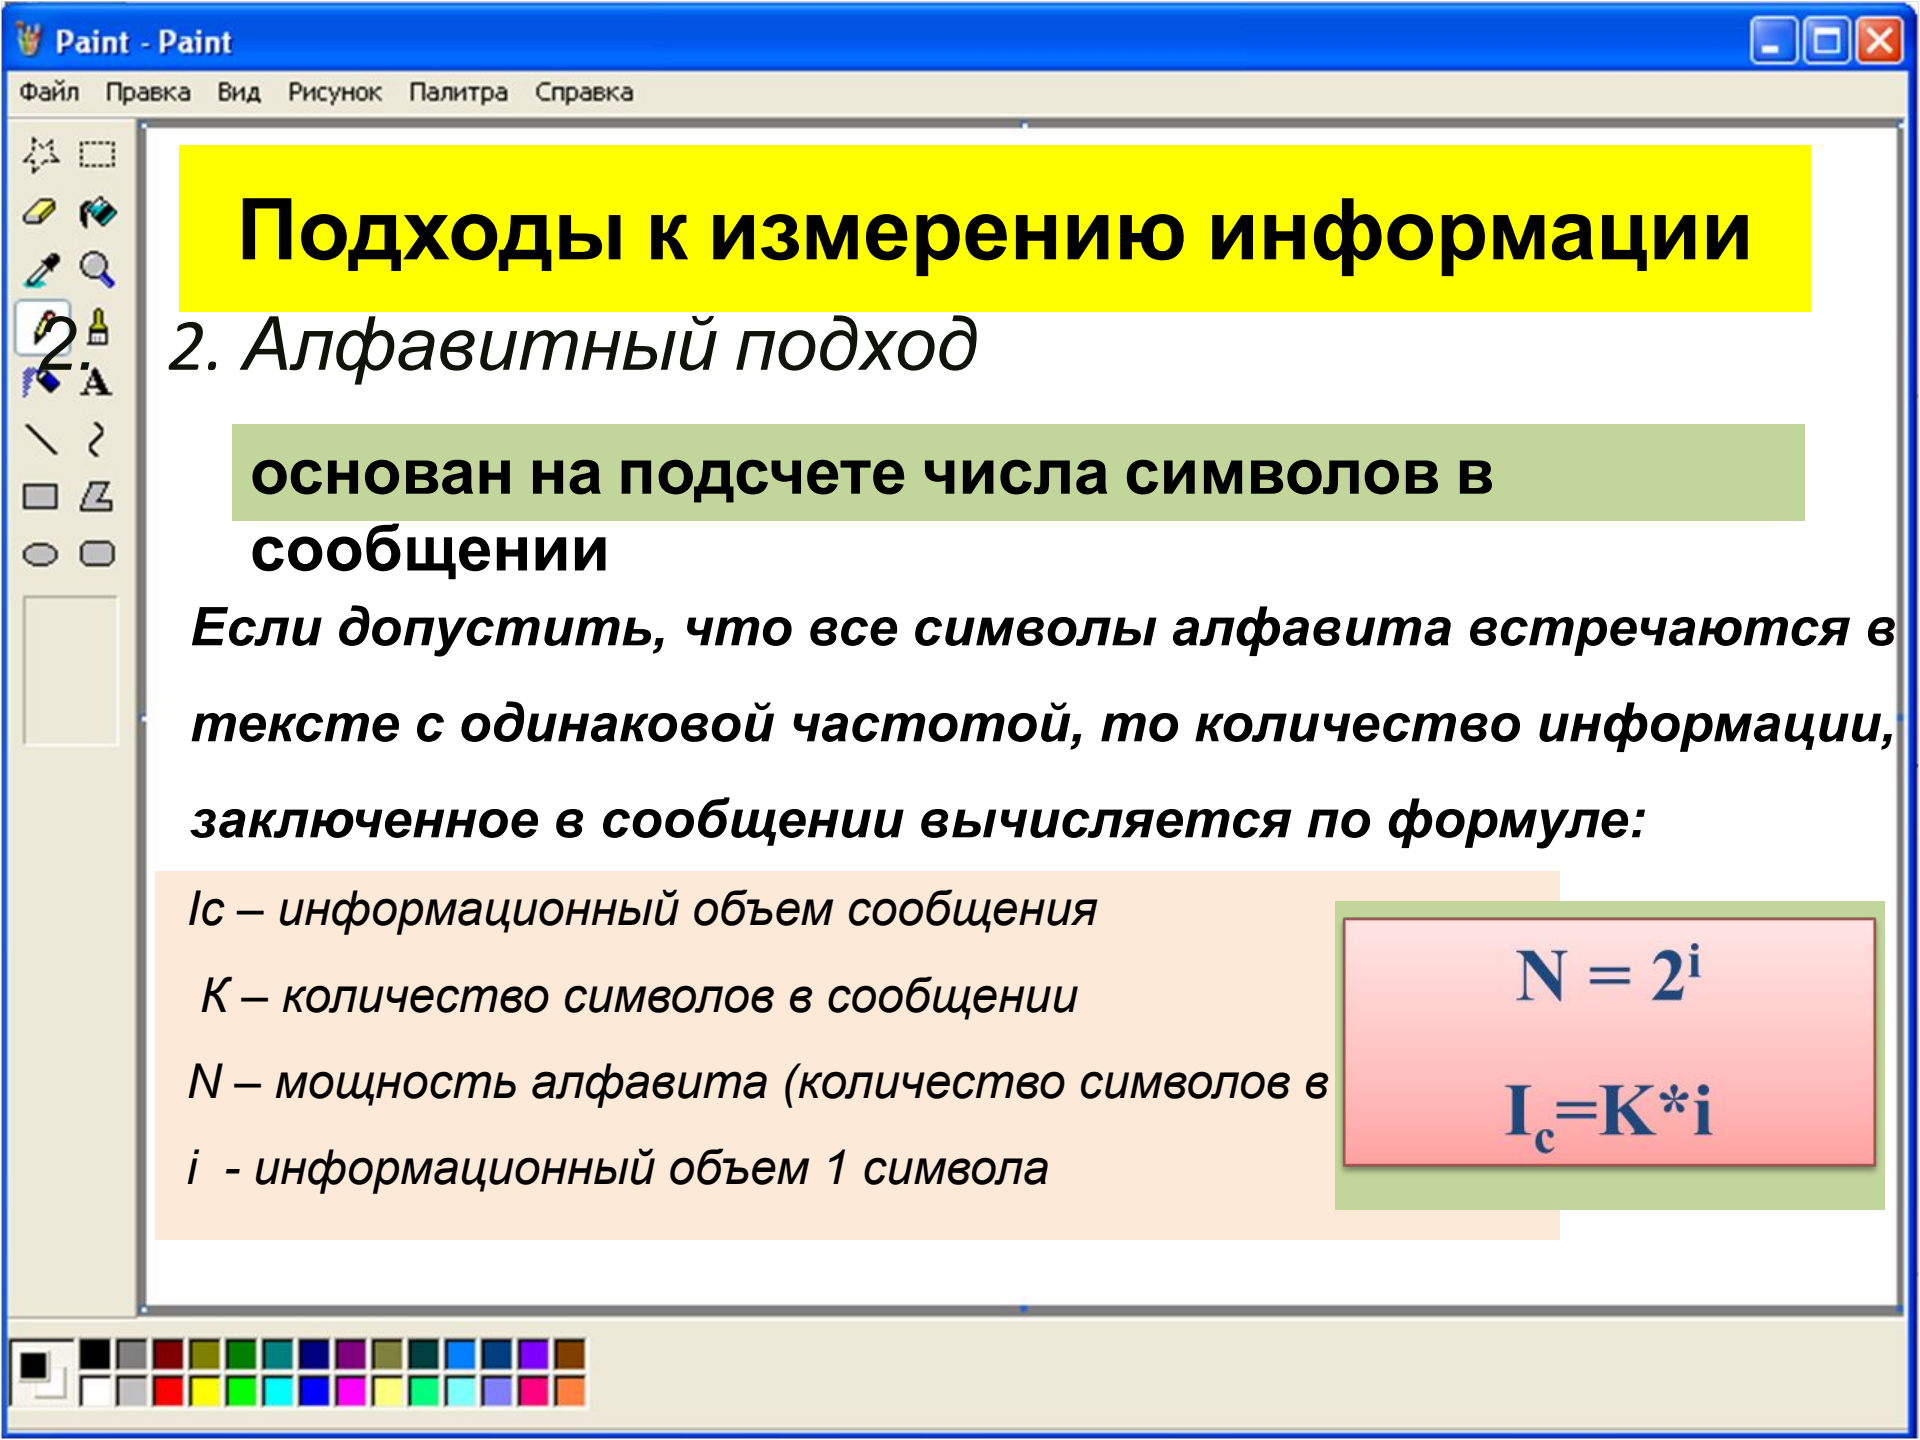 Paint - Paint
Файл Правка Вид Рисунок Палитра Справка
Подходы к измерению информации
2. 2. Алфавитный подход
A
основан на подсчете числа символов в
сообщении
Если допустить, что все символы алфавита встречаются в
тексте с одинаковой частотой, то количество информации,
заключенное в сообщении вычисляется по формуле:
Iс – информационный объем сообщения
К – количество символов в сообщении
N – мощность алфавита (количество символов в
i - информационный объем 1 символа
N = 2ⁱ
I_c=K*i